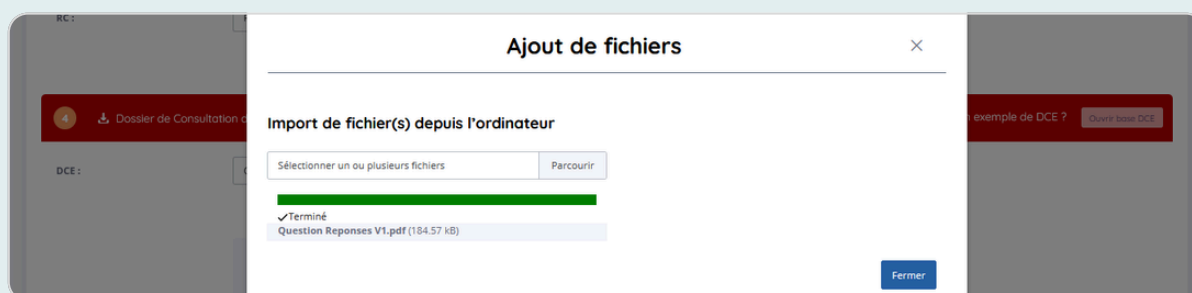 RC :
Ajout de fichiers
4 Dossier de Consultation d
exemple de DCE ? Ouvrir base DCE
Import de fichier(s) depuis l'ordinateur
Sélectionner un ou plusieurs fichiers Parcourir
DCE :
✓Terminé
Question Reponses V1.pdf (184.57 kB)
Fermer